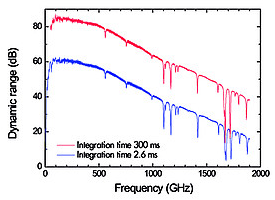 Dynamic range (dB)
80
60
40
20
0
Integration time 300 ms
Integration time 2.6 ms
0
500
1000
1500
2000
Frequency (GHz)